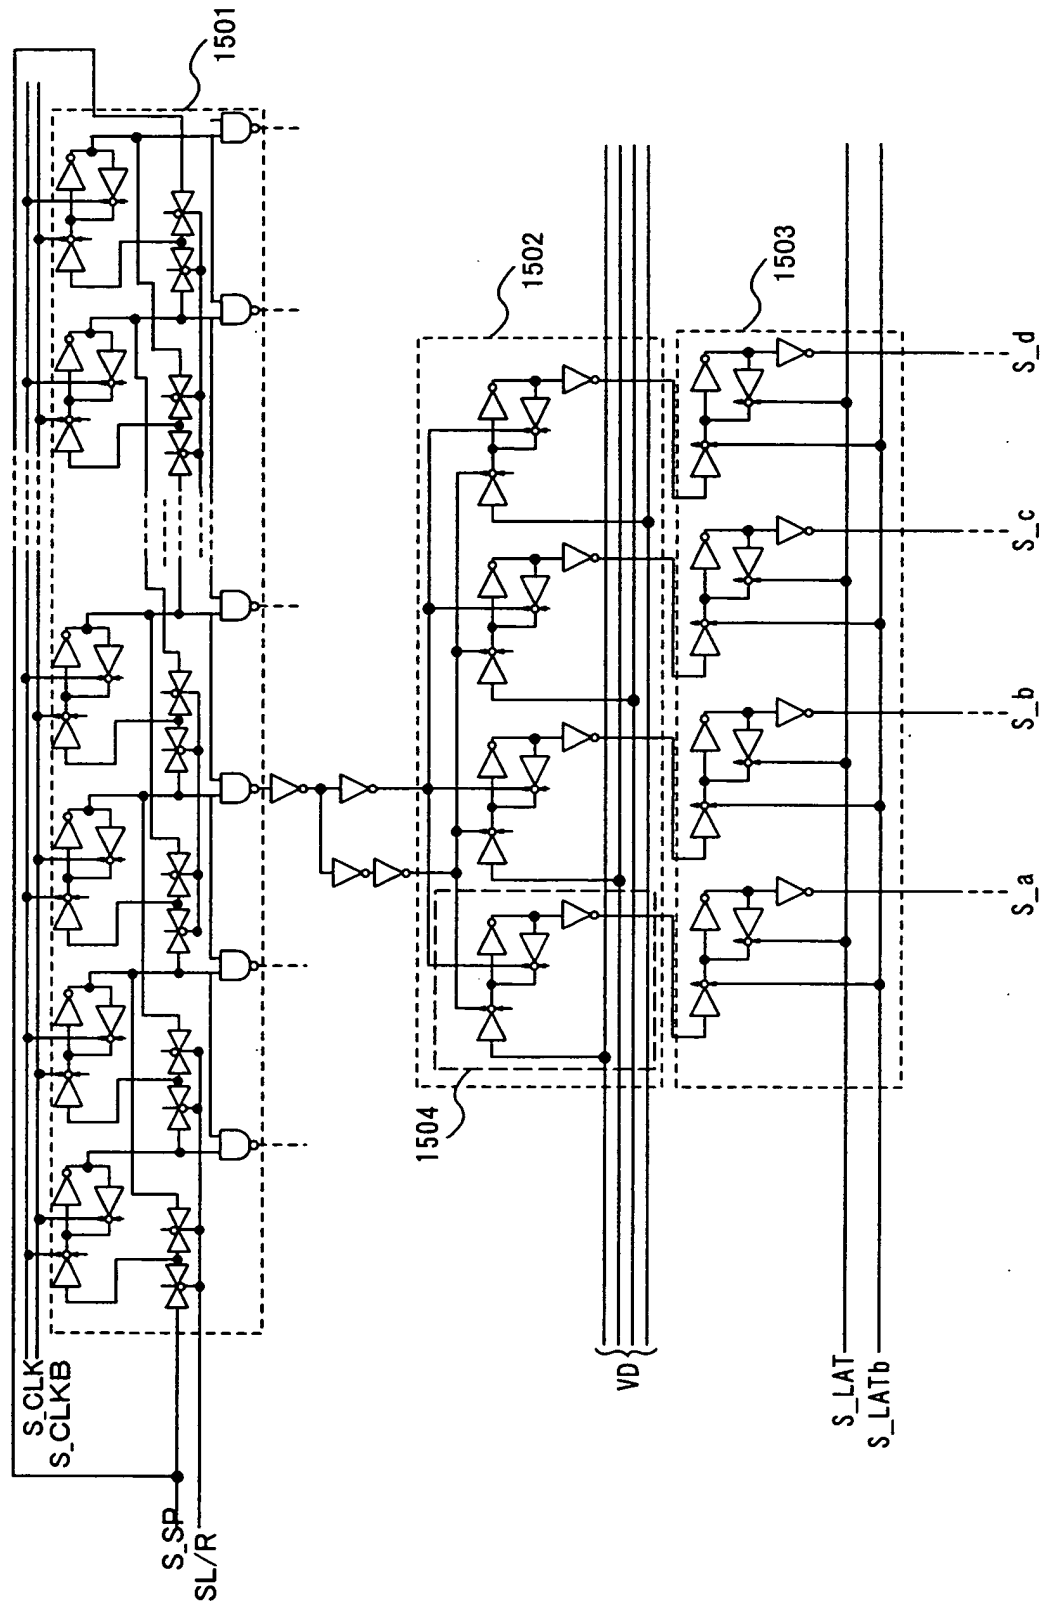 S_CLK
S_CLKB
S_SP
SL/R
1501
1502
1504
VD
1503
S_LAT
S_LATb
S_a
S_b
S_c
S_d